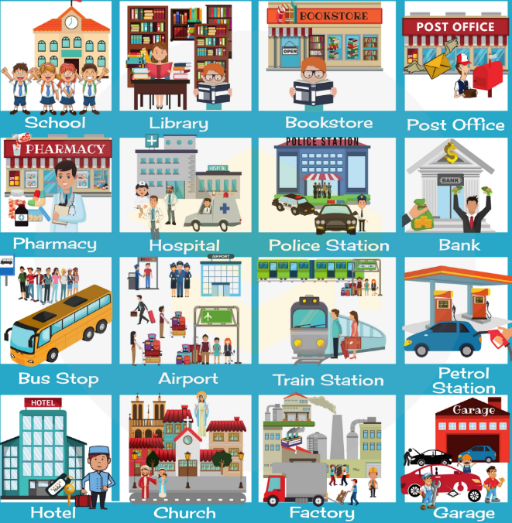 BOOKSTORE
OPEN
POST OFFICE
School
Library
Bookstore
Post Office
PHARMACY
HOSPITAL
POLICE STATION
BANK
Pharmacy
Hospital
Police Station
Bank
AIRPORT
Bus Stop
Airport
Train Station
Petrol
Station
HOTEL
Garage
Hotel
Church
Factory
Garage